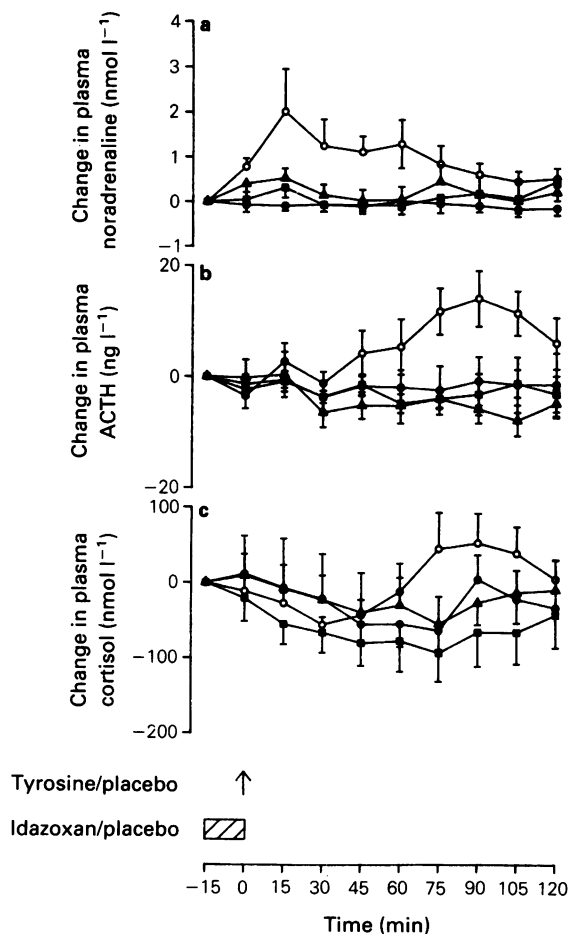 a
Change in plasma
noradrenaline (nmol l⁻¹)
4
3
2
1
0
−1
b
Change in plasma
ACTH (ng l⁻¹)
20
0
−20
c
Change in plasma
cortisol (nmol l⁻¹)
100
0
−100
−200
Tyrosine/placebo
Idazoxan/placebo
−15 0 15 30 45 60 75 90 105 120
Time (min)